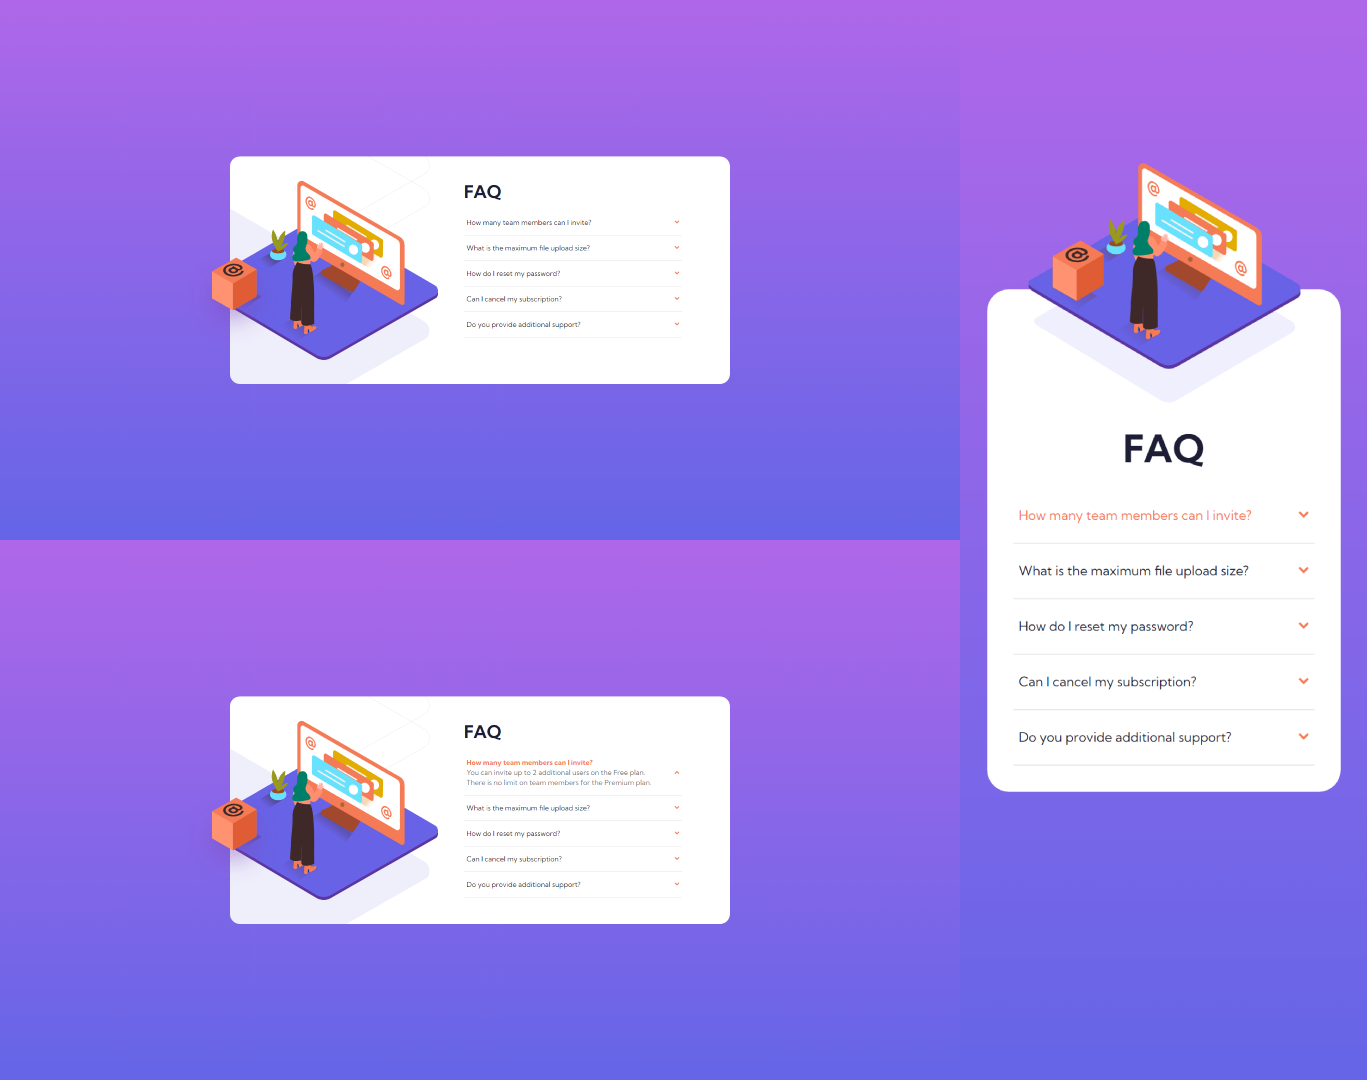 FAQ
How many team members can I invite?
What is the maximum file upload size?
How do I reset my password?
Can I cancel my subscription?
Do you provide additional support?
FAQ
How many team members can I invite?
You can invite up to 2 additional users on the Free plan.
There is no limit on team members for the Premium plan.
What is the maximum file upload size?
How do I reset my password?
Can I cancel my subscription?
Do you provide additional support?
FAQ
How many team members can I invite?
What is the maximum file upload size?
How do I reset my password?
Can I cancel my subscription?
Do you provide additional support?